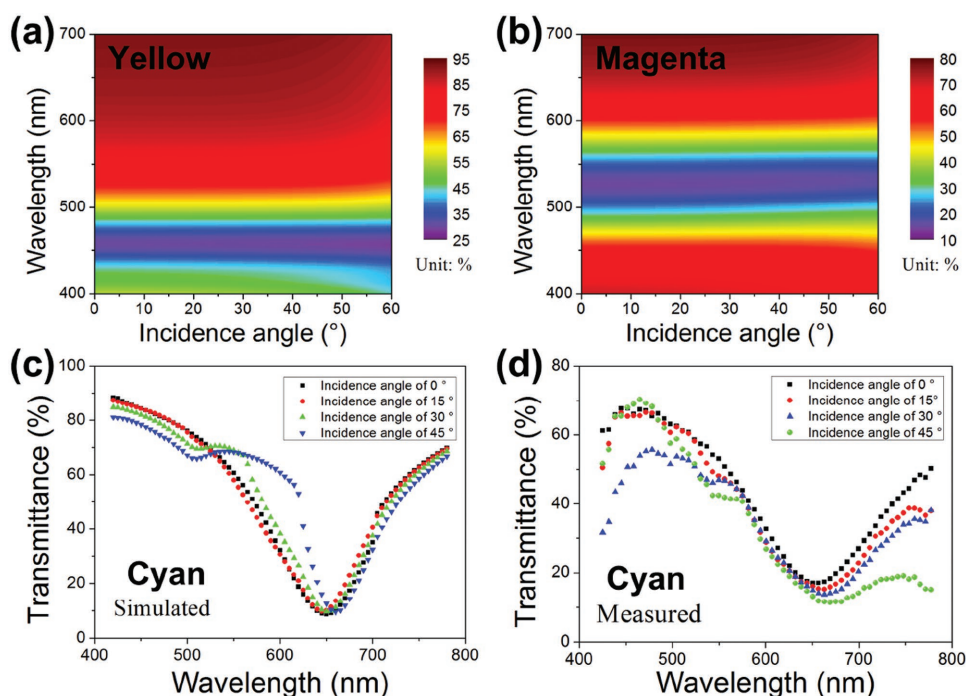 (a)
Yellow
Wavelength (nm)
700
600
500
400
0 10 20 30 40 50 60
Incidence angle (°)
95
85
75
65
55
45
35
25
Unit: %
(b)
Magenta
Wavelength (nm)
700
600
500
400
0 10 20 30 40 50 60
Incidence angle (°)
80
70
60
50
40
30
20
10
Unit: %
(c)
Transmittance (%)
100
80
60
40
20
0
Incidence angle of 0 °
Incidence angle of 15 °
Incidence angle of 30 °
Incidence angle of 45 °
Cyan
Simulated
400 500 600 700 800
Wavelength (nm)
(d)
Transmittance (%)
80
60
40
20
0
Incidence angle of 0 °
Incidence angle of 15°
Incidence angle of 30 °
Incidence angle of 45 °
Cyan
Measured
400 500 600 700 800
Wavelength (nm)